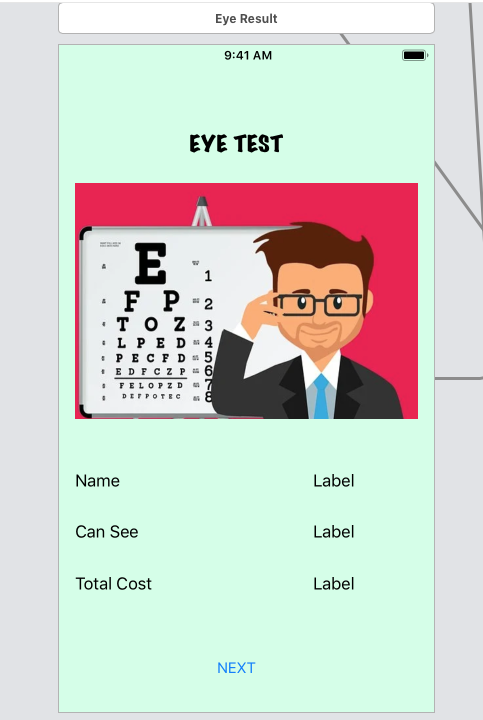 Eye Result
9:41 AM
EYE TEST
E
1
F P
2
T O Z
3
L P E D
4
P E C F D
5
E D F C Z P
6
F E L O P Z D
7
D E F P O T E C
8
Name Label
Can See Label
Total Cost Label
NEXT